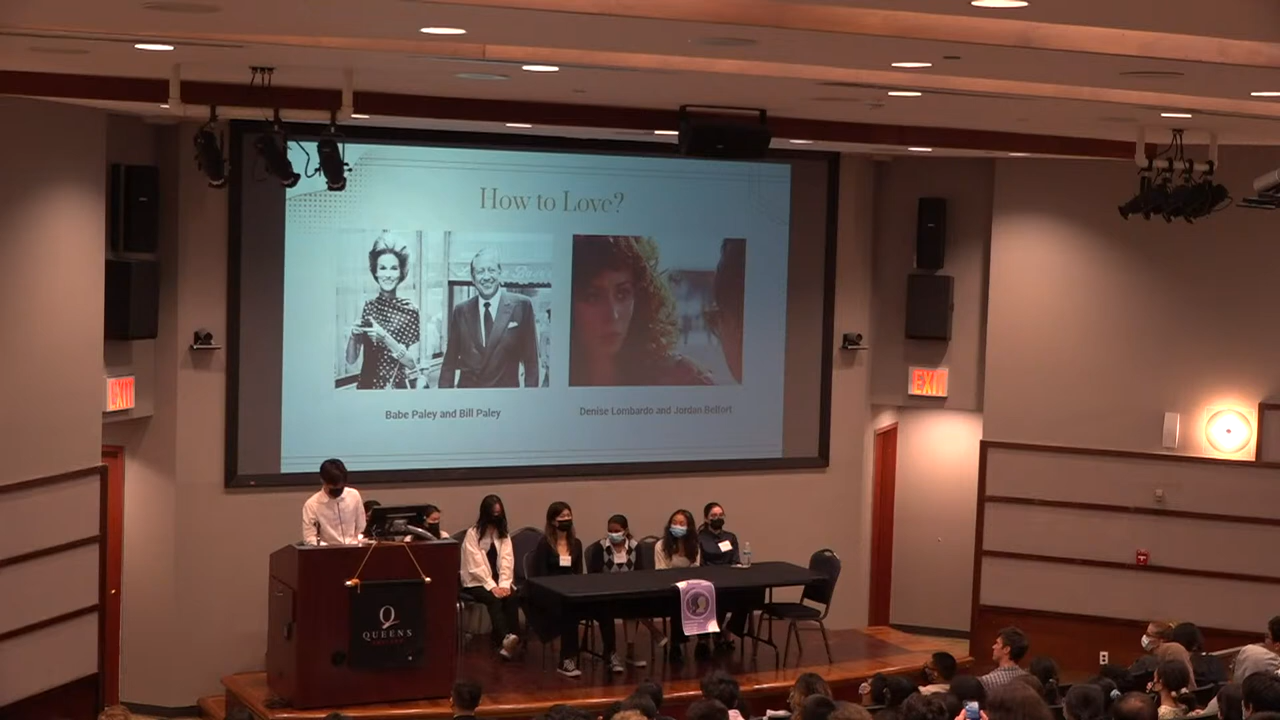 How to Love?
Babe Paley and Bill Paley
Denise Lombardo and Jordan Belfort
EXIT
EXIT
Q
QUEENS